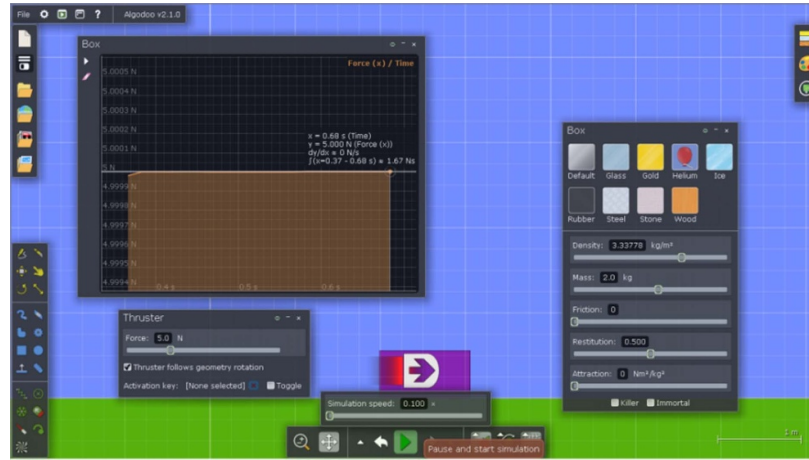 File ? Algodoo v2.1.0
Box
Force (x) / Time
5.0005 N
5.0004 N
5.0003 N
5.0002 N
5.0001 N
5 N
4.9999 N
4.9998 N
4.9997 N
4.9996 N
4.9995 N
4.9994 N
0.4 s 0.5 s 0.6 s
x = 0.68 s (Time)
y = 5.000 N (Force (x))
dy/dx = 0 N/s
∫(x=0.37 - 0.68 s) = 1.67 Ns
Thruster
Force: 5.0 N
Thruster follows geometry rotation
Activation key: [None selected] Toggle
Simulation speed: 0.100 ×
Pause and start simulation
Box
Default Glass Gold Helium Ice
Rubber Steel Stone Wood
Density: 3.33778 kg/m²
Mass: 2.0 kg
Friction: 0
Restitution: 0.500
Attraction: 0 Nm²/kg²
Killer Immortal
1 m